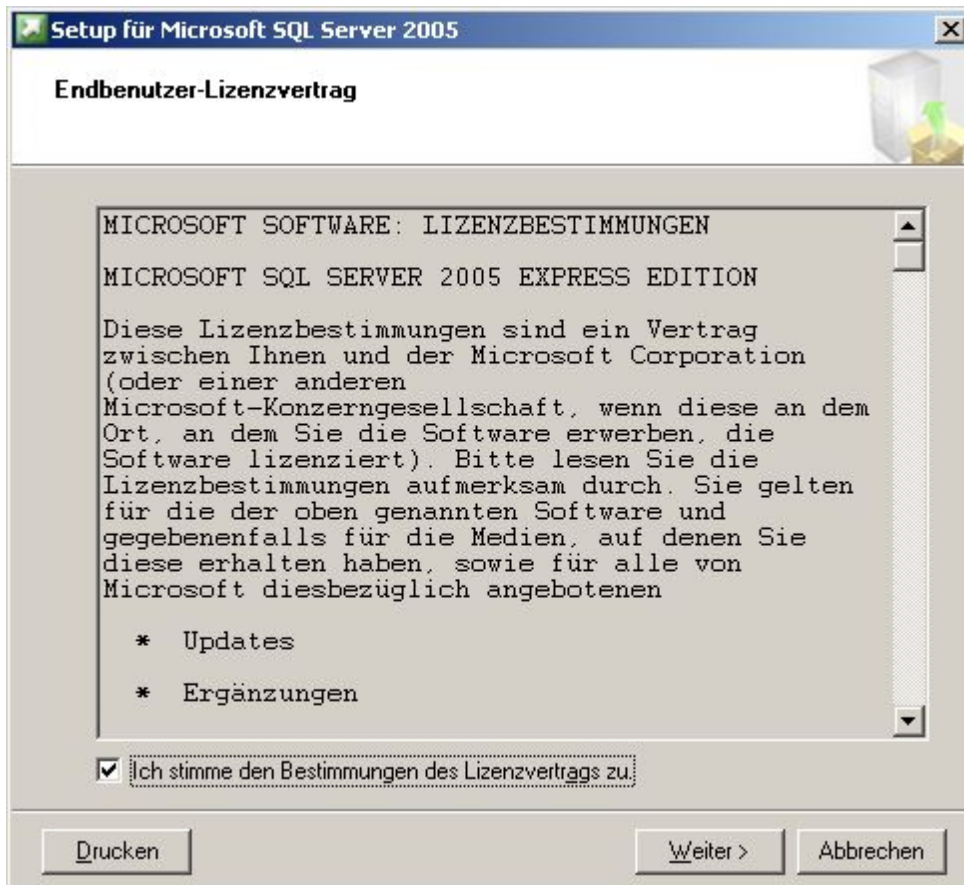 Setup für Microsoft SQL Server 2005
Endbenutzer-Lizenzvertrag
MICROSOFT SOFTWARE: LIZENZBESTIMMUNGEN
MICROSOFT SQL SERVER 2005 EXPRESS EDITION
Diese Lizenzbestimmungen sind ein Vertrag
zwischen Ihnen und der Microsoft Corporation
(oder einer anderen
Microsoft-Konzerngesellschaft, wenn diese an dem
Ort, an dem Sie die Software erwerben, die
Software lizenziert). Bitte lesen Sie die
Lizenzbestimmungen aufmerksam durch. Sie gelten
für die der oben genannten Software und
gegebenenfalls für die Medien, auf denen Sie
diese erhalten haben, sowie für alle von
Microsoft diesbezüglich angebotenen
* Updates
* Ergänzungen
Ich stimme den Bestimmungen des Lizenzvertrags zu.
Drucken
Weiter >
Abbrechen